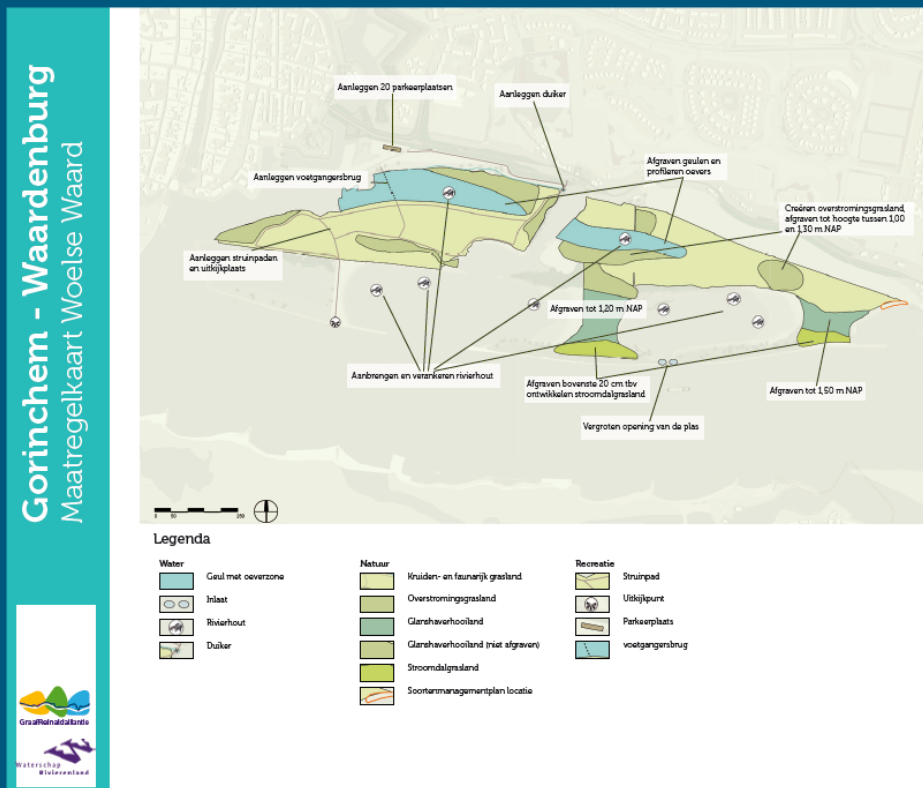 Gorinchem - Waardenburg
Maatregelkaart Woelse Waard
Aanleggen 20 parkeerplaatsen
Aanleggen duiker
Aanleggen voetgangersbrug
Afgraven geulen en
profileren oevers
Creëren overstromingsgrasland,
afgraven tot hoogte tussen 1,00
en 1,30 m NAP
Aanleggen struinpaden
en uitkijkplaats
Afgraven tot 1,20 m NAP
Aanbrengen en verankeren rivierhout
Afgraven bovenste 20 cm tbv
ontwikkelen stroomdalgrasland
Afgraven tot 1,50 m NAP
Vergroten opening van de plas
0 50 250
Legenda
Water
Geul met oeverzone
Inlaat
Rivierhout
Duiker
Natuur
Kruiden- en faunarijk grasland
Overstromingsgrasland
Glanshaverhooiland
Glanshaverhooiland (niet afgraven)
Stroomdalgrasland
Soortenmanagementplan locatie
Recreatie
Struinpad
Uitkijkpunt
Parkeerplaats
voetgangersbrug
GraafReinaldalliantie
Waterschap
Rivierenland